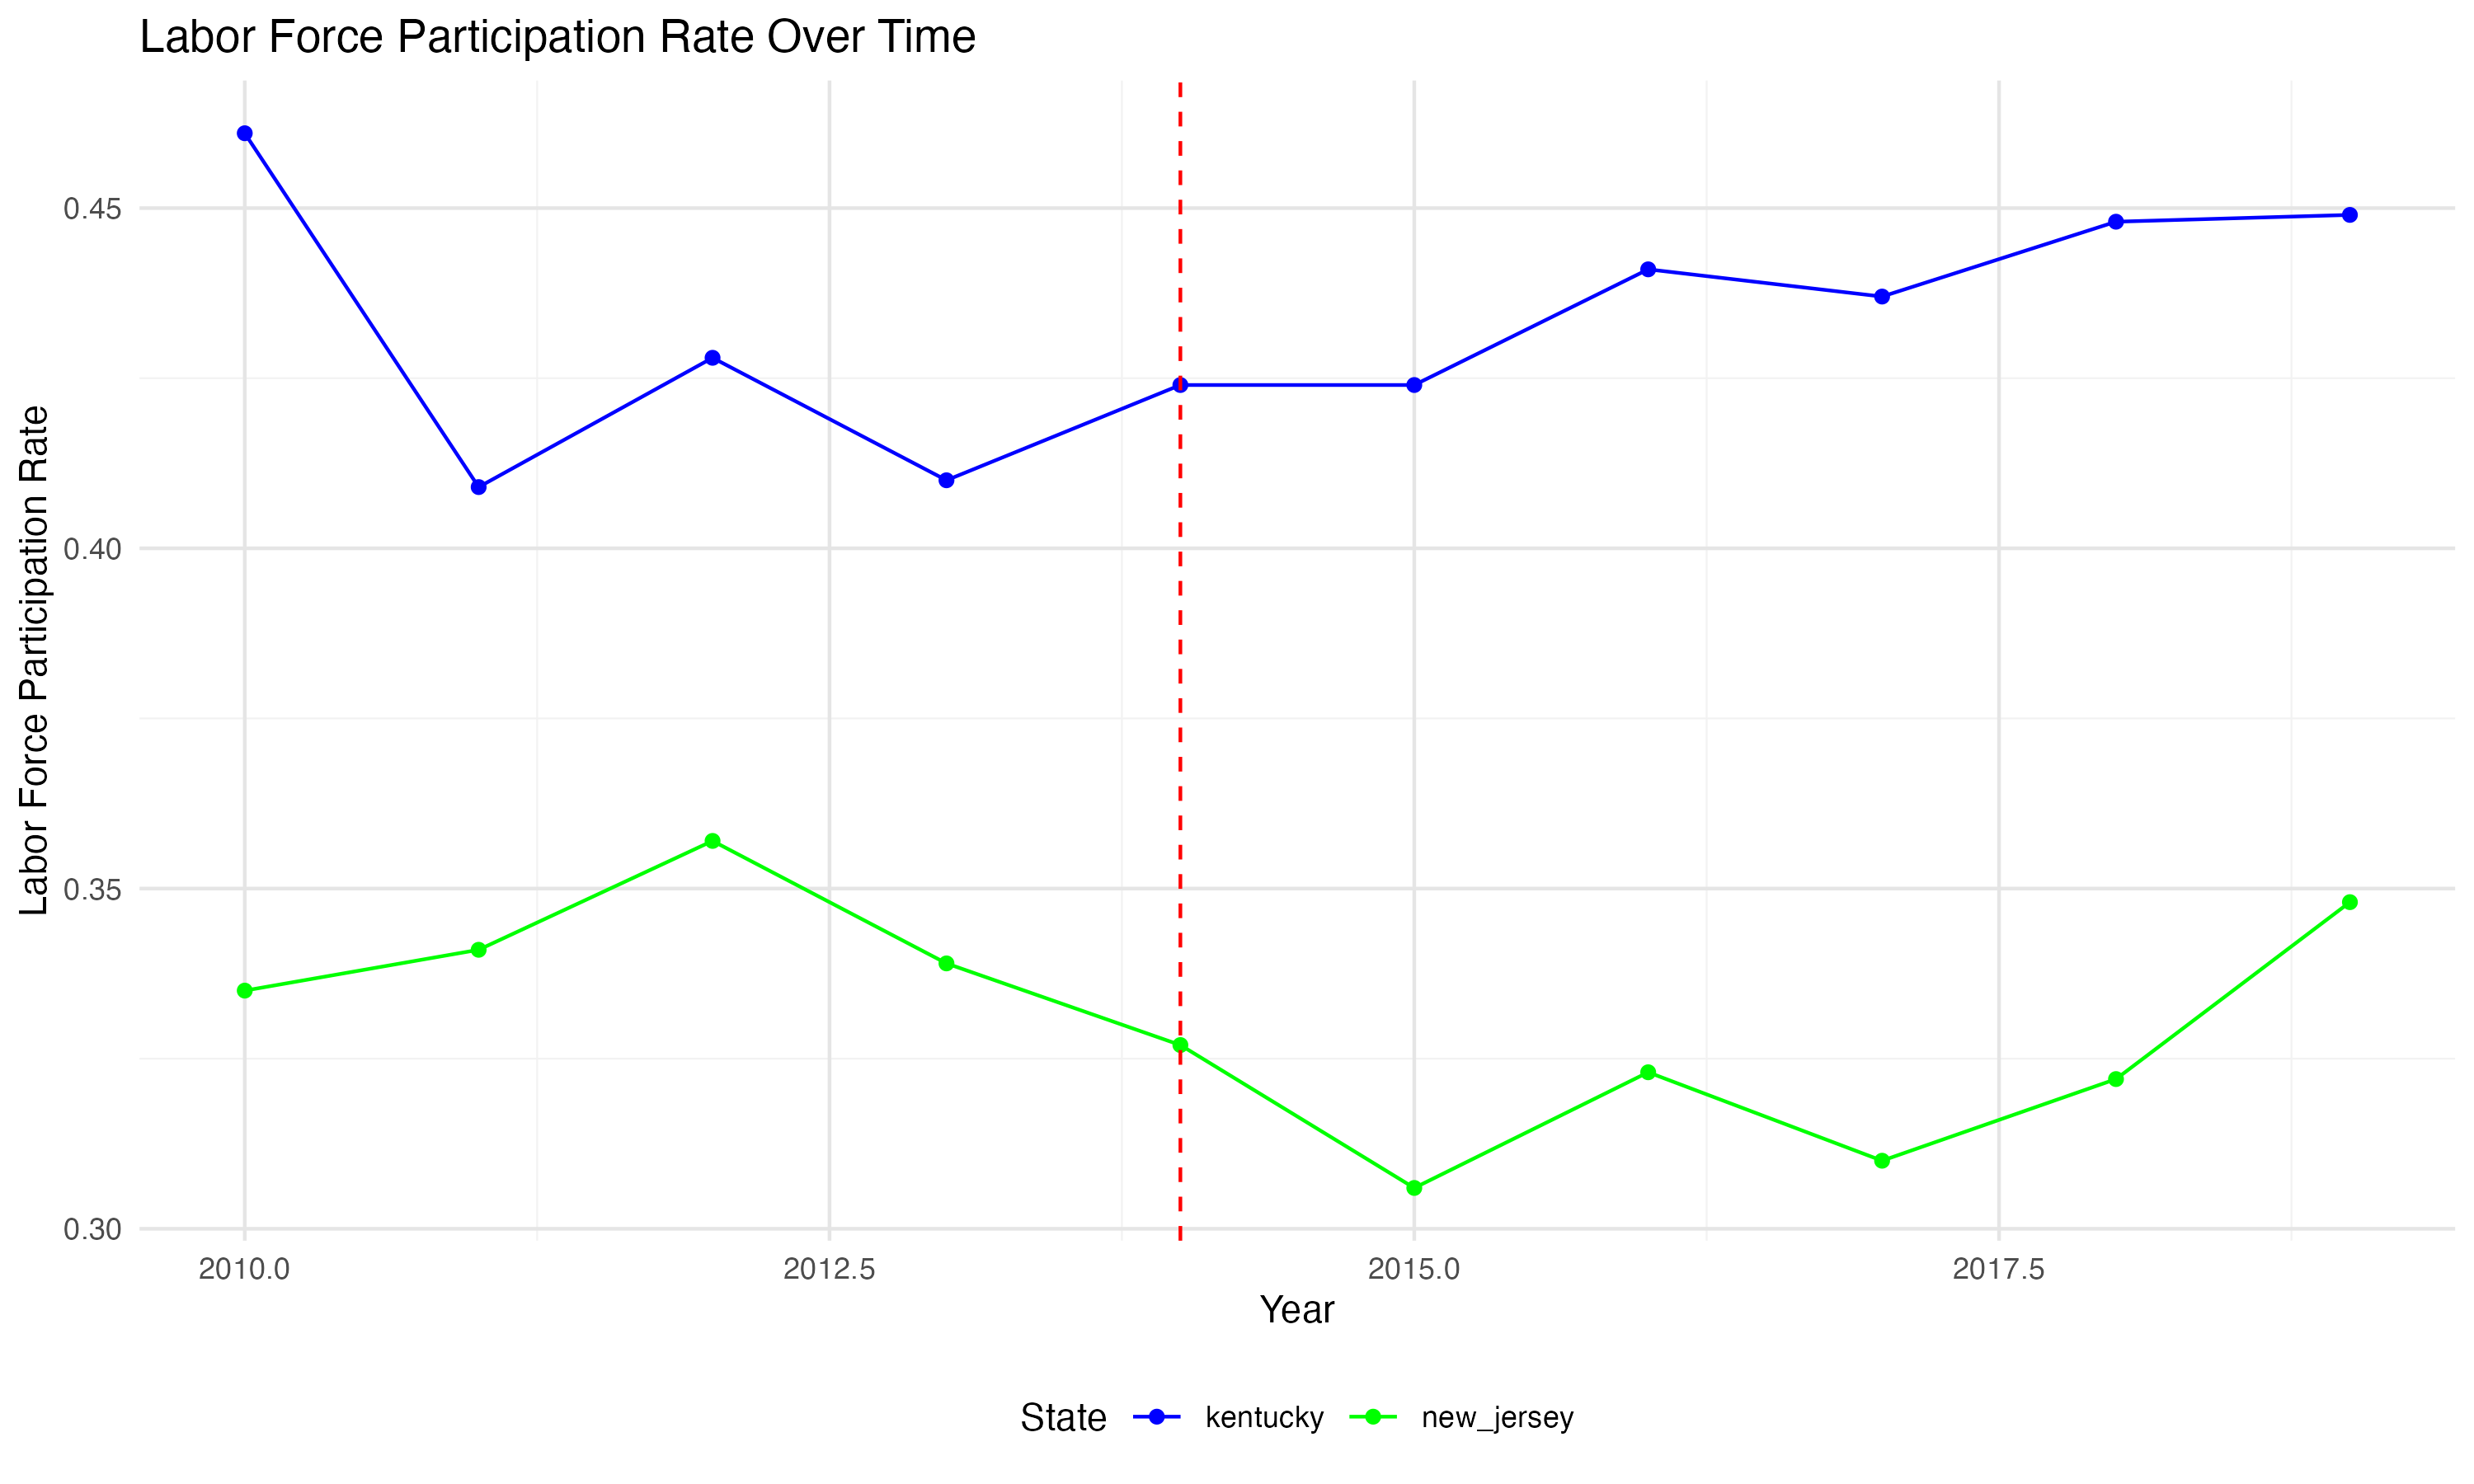 Labor Force Participation Rate Over Time
Labor Force Participation Rate
0.45
0.40
0.35
0.30
2010.0 2012.5 2015.0 2017.5
Year
State kentucky new_jersey